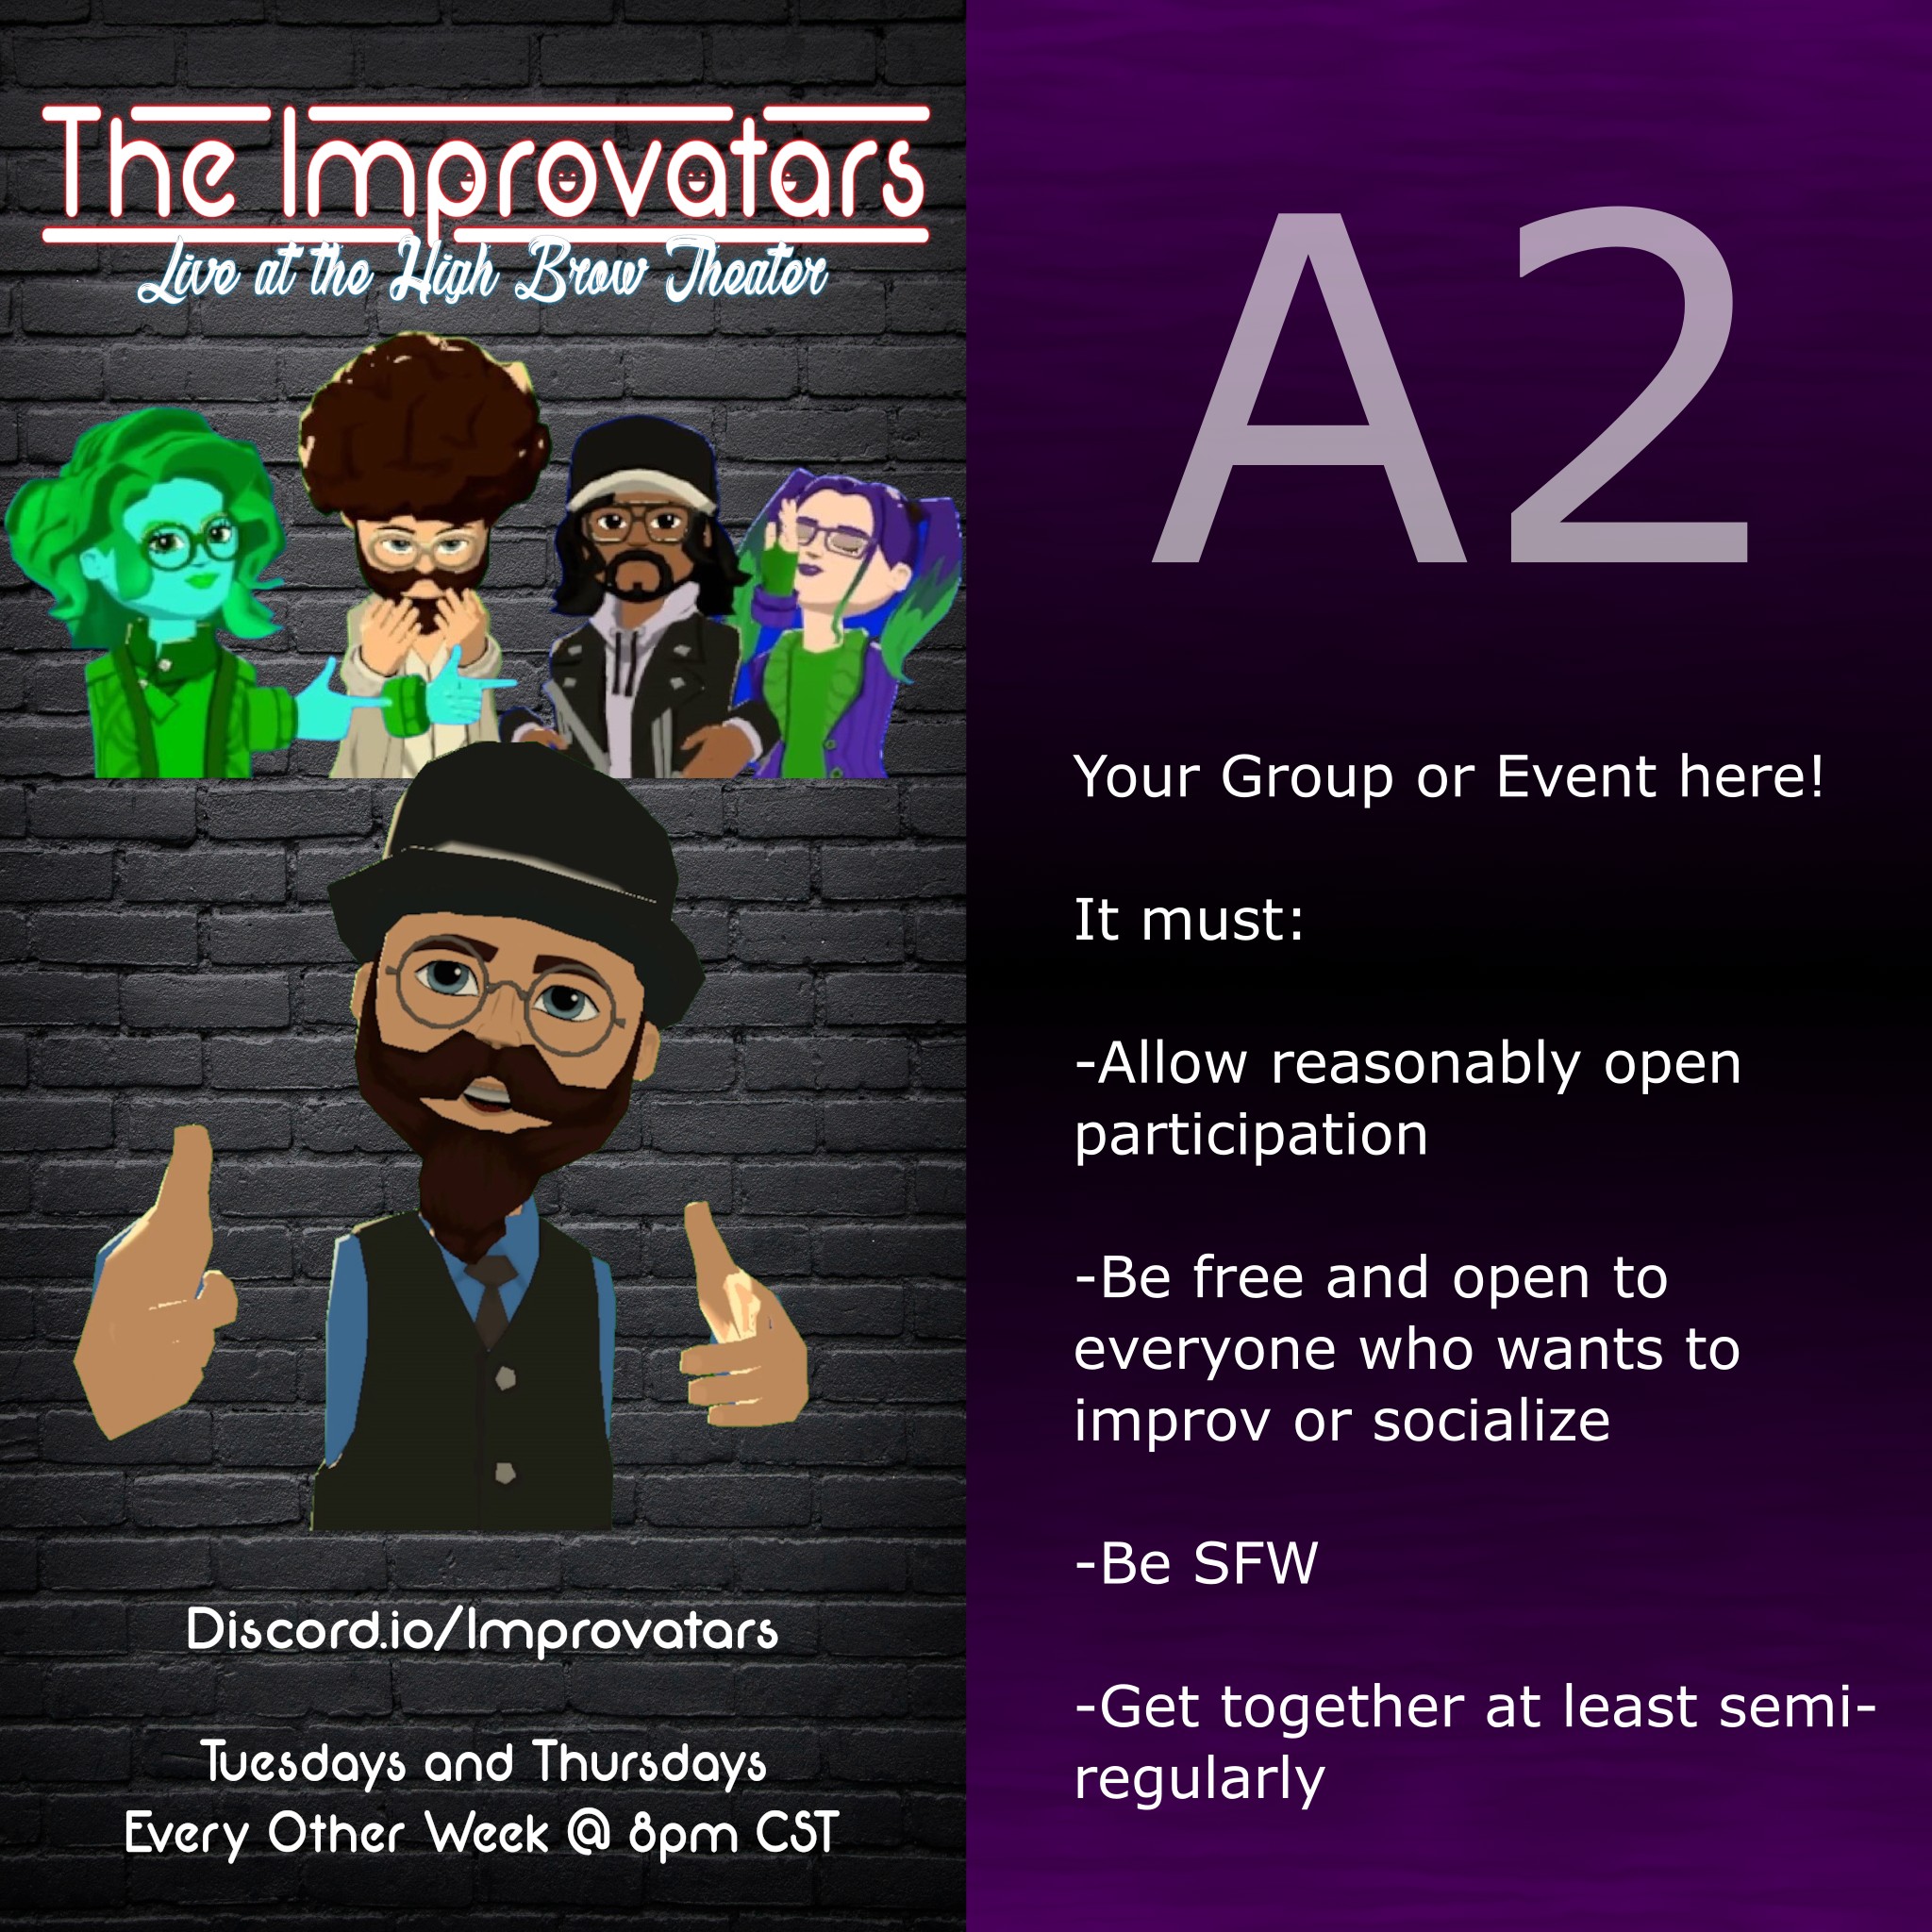 The Improvatars
Live at the High Brow Theater
Discord.io/Improvatars
Tuesdays and Thursdays
Every Other Week @ 8pm CST
A2
Your Group or Event here!
It must:
-Allow reasonably open
participation
-Be free and open to
everyone who wants to
improv or socialize
-Be SFW
-Get together at least semi-
regularly